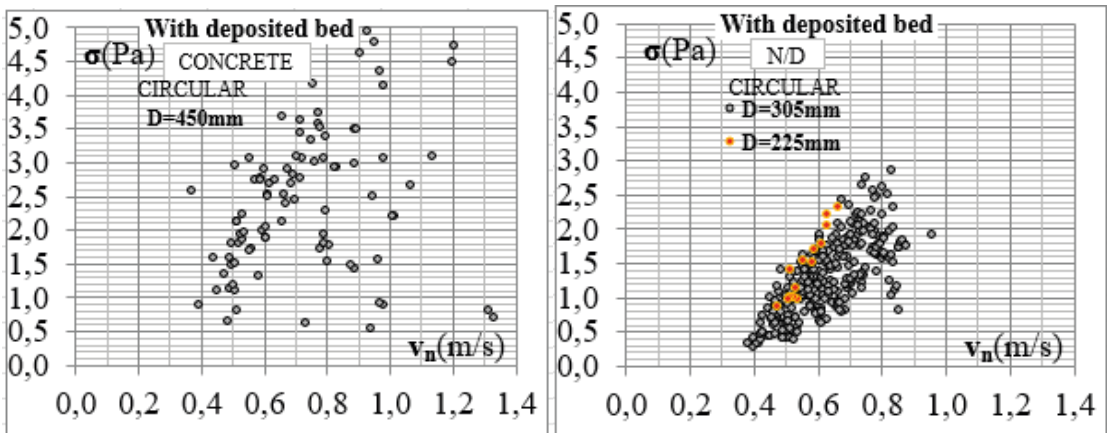 With deposited bed
5,0
4,5
4,0
3,5
3,0
2,5
2,0
1,5
1,0
0,5
0,0
σ(Pa)
CONCRETE
CIRCULAR
D=450mm
vn(m/s)
0,0 0,2 0,4 0,6 0,8 1,0 1,2 1,4
With deposited bed
5,0
4,5
4,0
3,5
3,0
2,5
2,0
1,5
1,0
0,5
0,0
σ(Pa)
N/D
CIRCULAR
D=305mm
D=225mm
vn(m/s)
0,0 0,2 0,4 0,6 0,8 1,0 1,2 1,4